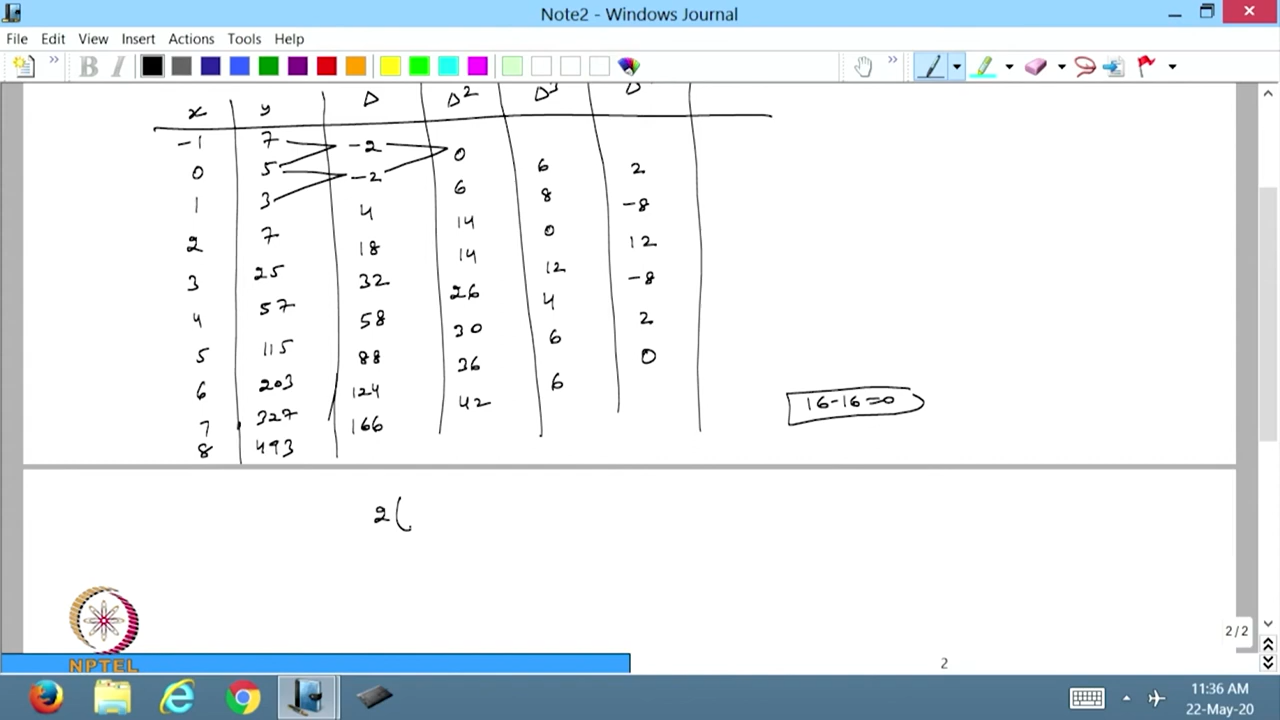 Note2 - Windows Journal
File Edit View Insert Actions Tools Help
B I
x y Δ Δ2 Δ3
-1 7 -2 0 6 2
0 5 -2 6 8 -8
1 3 4 14 0 12
2 7 18 14 12 -8
3 25 32 26 4 2
4 57 58 30 6 0
5 115 88 36 6
6 203 124 42
7 327 166
8 493
16-16=0
2(
2/2
NPTEL
2
11:36 AM
22-May-20